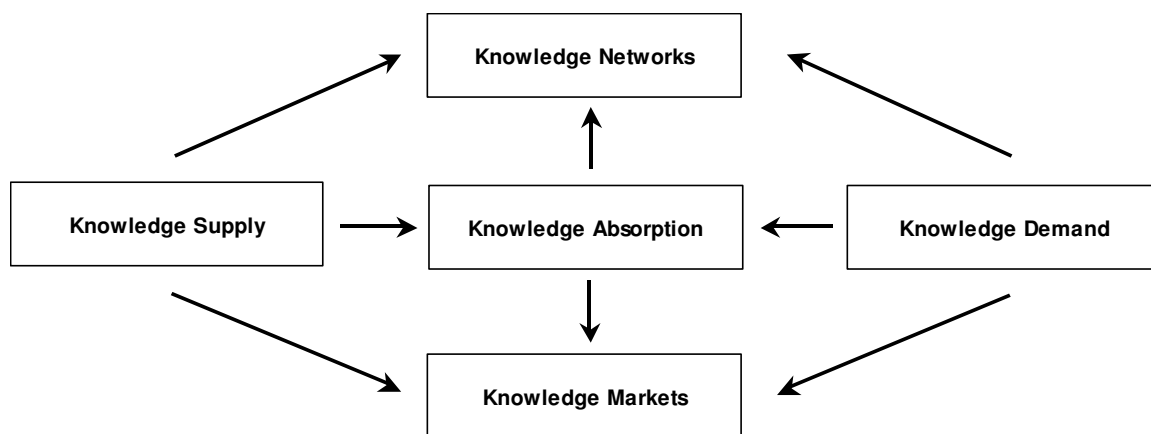 Knowledge Networks
Knowledge Supply
Knowledge Absorption
Knowledge Demand
Knowledge Markets